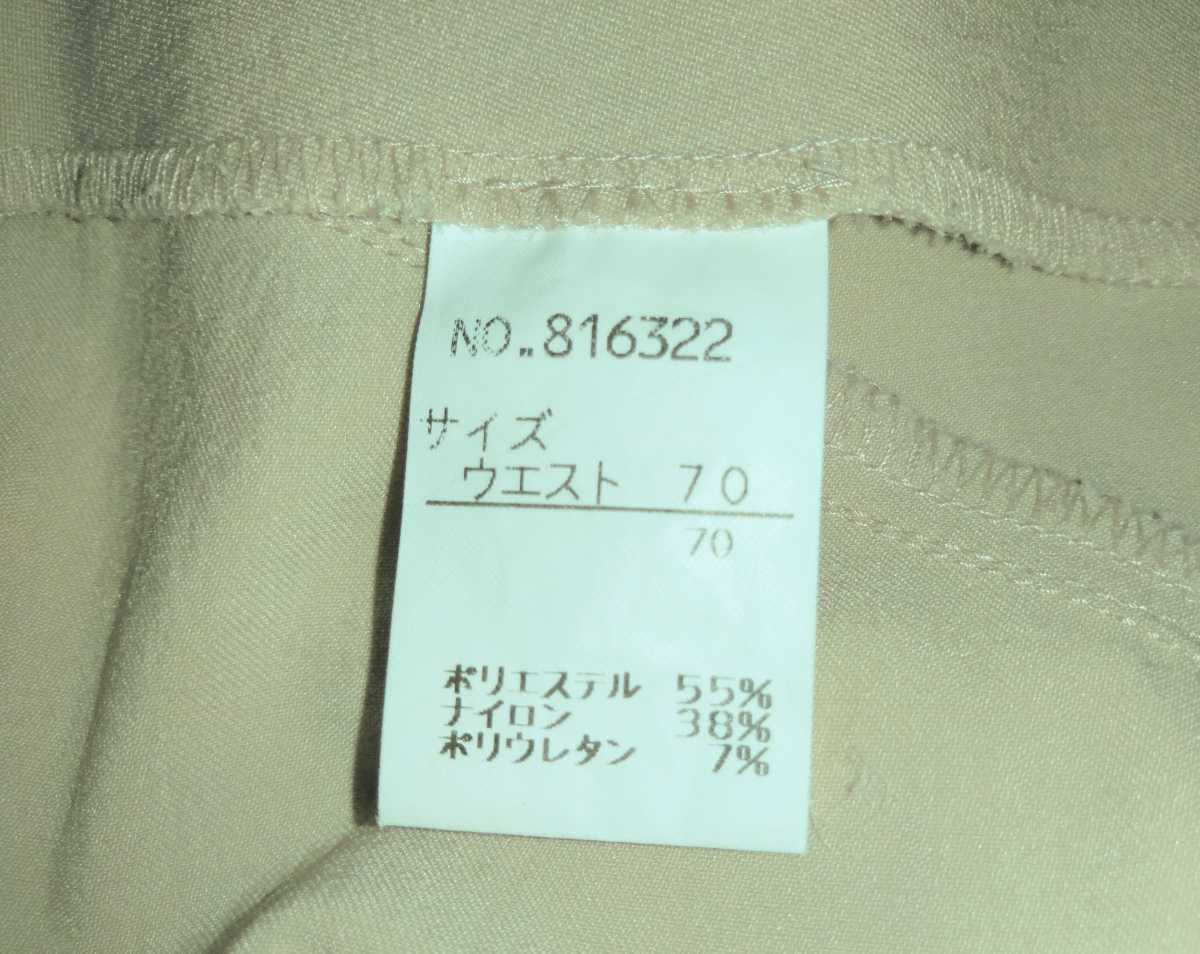 NO.816322
サイズ
ウエスト 70
70
ポリエステル 55%
ナイロン 38%
ポリウレタン 7%